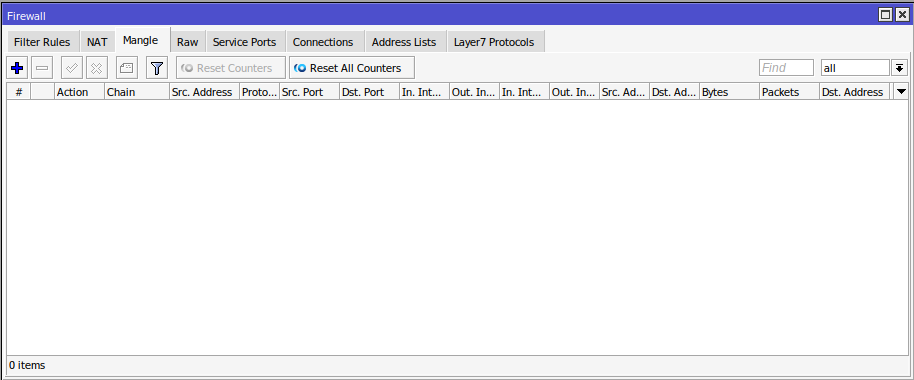 Firewall
Filter Rules NAT Mangle Raw Service Ports Connections Address Lists Layer7 Protocols
Reset Counters Reset All Counters Find all
# Action Chain Src. Address Proto... Src. Port Dst. Port In. Int... Out. In... In. Int... Out. In... Src. Ad... Dst. Ad... Bytes Packets Dst. Address
0 items